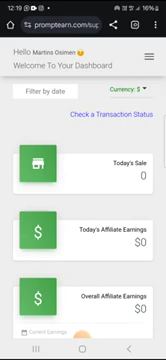 12:19
16%
promptearn.com/sup
Hello Martins Osimen 😊
Welcome To Your Dashboard
Filter by date
Currency: $
Check a Transaction Status
Today's Sale
0
Today's Affiliate Earnings
$0
Overall Affiliate Earnings
$0
Current Earnings